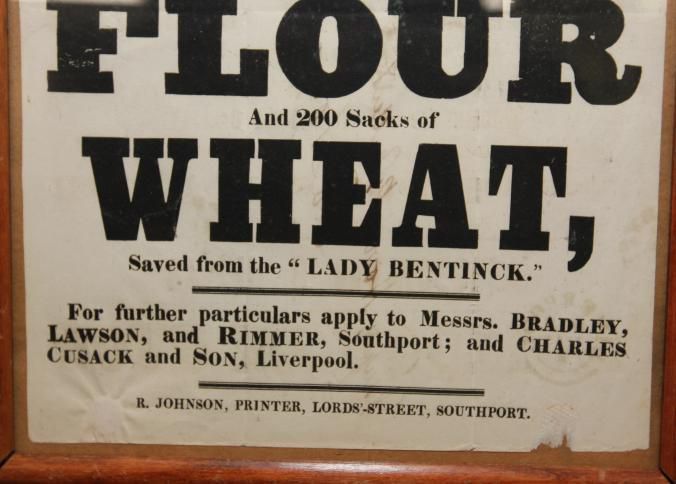 FLOUR
And 200 Sacks of
WHEAT,
Saved from the “ LADY BENTINCK.”
For further particulars apply to Messrs. BRADLEY,
LAWSON, and RIMMER, Southport; and CHARLES
CUSACK and SON, Liverpool.
R. JOHNSON, PRINTER, LORDS'-STREET, SOUTHPORT.